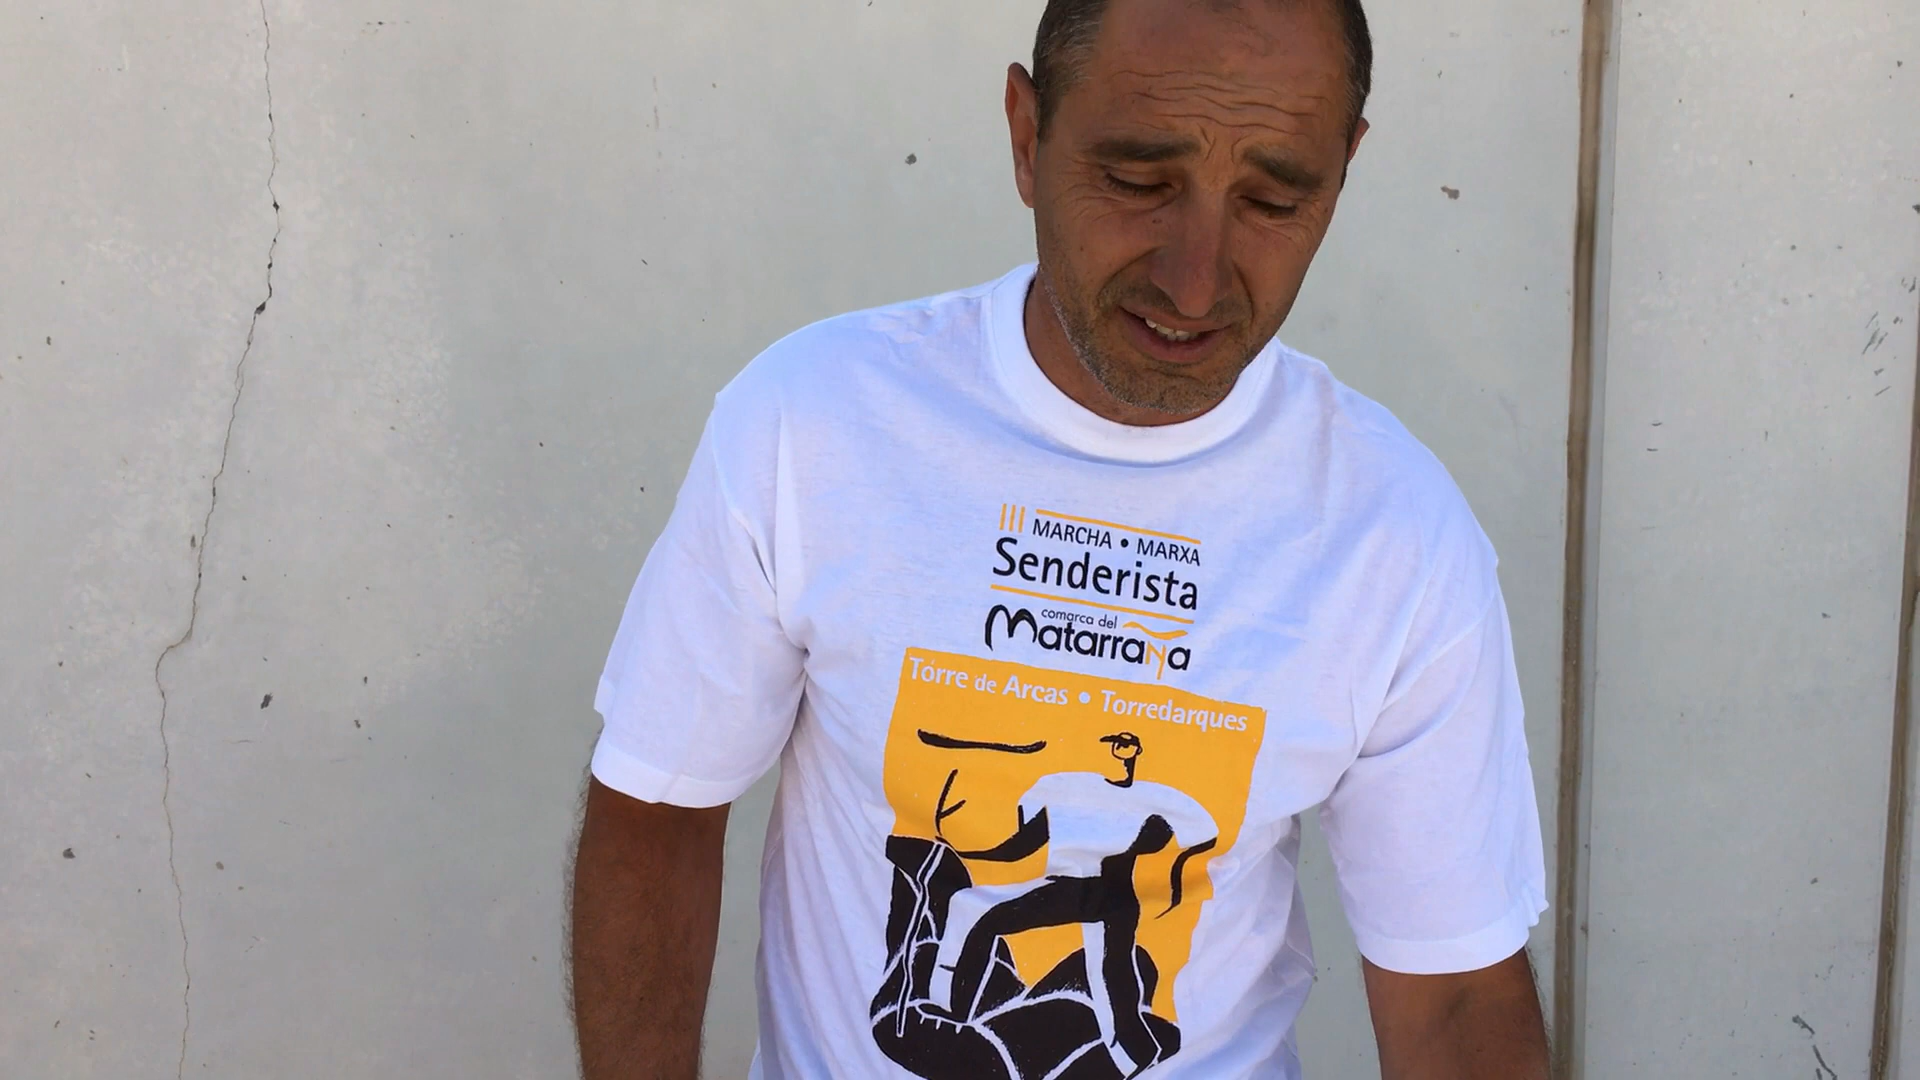 III MARCHA • MARXA
Senderista
comarca del
Matarraña
Torre de Arcas • Torredarques